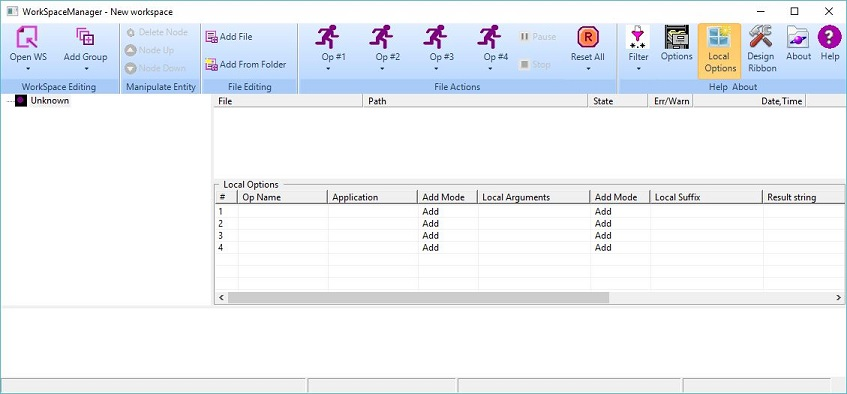 WorkSpaceManager - New workspace
Open WS
Add Group
WorkSpace Editing
Delete Node
Node Up
Node Down
Manipulate Entity
Add File
Add From Folder
File Editing
Op #1
Op #2
Op #3
Op #4
Pause
Stop
R
Reset All
File Actions
*.*
Filter
Options
Local Options
Design Ribbon
About
?
Help
Help About
Unknown
File Path State Err/Warn Date,Time
Local Options
# Op Name Application Add Mode Local Arguments Add Mode Local Suffix Result string
1 Add Add
2 Add Add
3 Add Add
4 Add Add